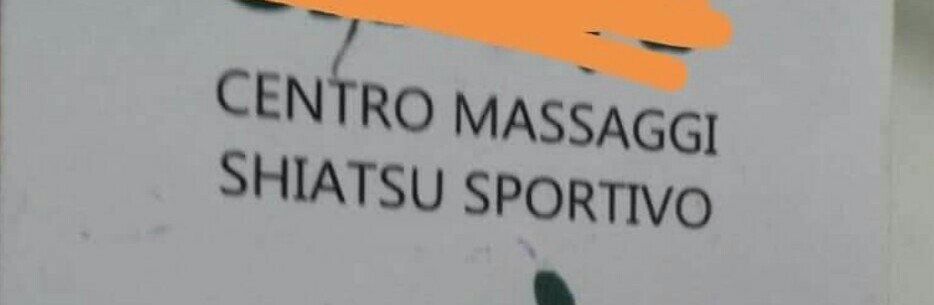 CENTRO MASSAGGI
SHIATSU SPORTIVO